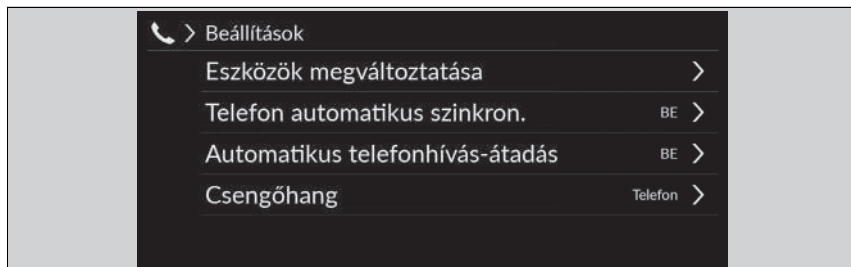 Beállítások
Eszközök megváltoztatása
Telefon automatikus szinkron. BE
Automatikus telefonhívás-átadás BE
Csengőhang Telefon